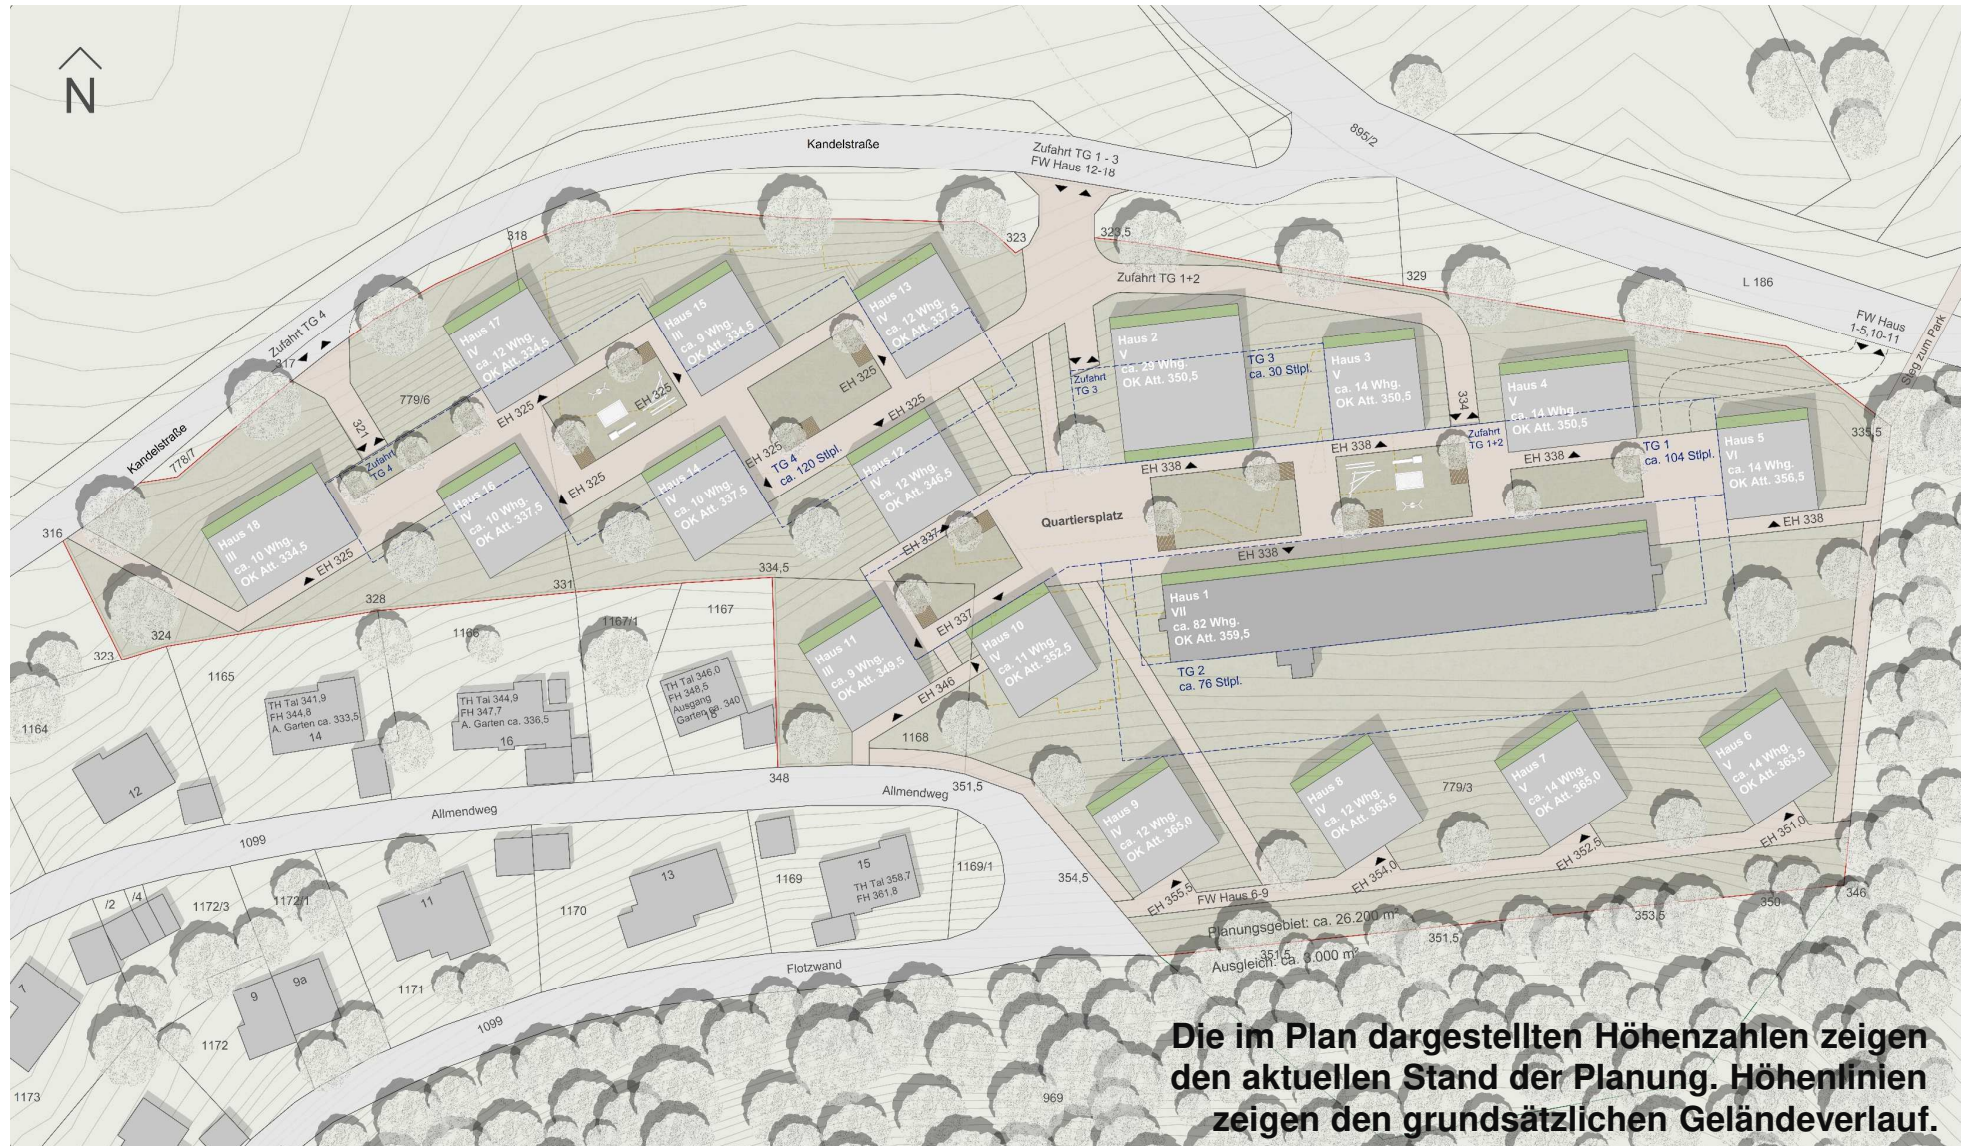 N
Kandelstraße
Zufahrt TG 1 - 3
FW Haus 12-18
895/2
318
323
323,5
Zufahrt TG 1+2
329
L 186
FW Haus
1-5,10-11
Steg zum Park
Zufahrt TG 4
317
Haus 17
IV
ca. 12 Whg.
OK Att. 334,5
Haus 15
III
ca. 9 Whg.
OK Att. 334,5
Haus 13
IV
ca. 12 Whg.
OK Att. 337,5
Haus 2
V
ca. 29 Whg.
OK Att. 350,5
TG 3
ca. 30 Stlpl.
Zufahrt
TG 3
Haus 3
V
ca. 14 Whg.
OK Att. 350,5
334
Haus 4
V
ca. 14 Whg.
OK Att. 350,5
Zufahrt
TG 1+2
TG 1
ca. 104 Stlpl.
Haus 5
VI
ca. 14 Whg.
OK Att. 356,5
335,5
779/6
321
Kandelstraße
778/7
Zufahrt
TG 4
EH 325
EH 325
EH 325
EH 325
EH 325
EH 325
TG 4
ca. 120 Stlpl.
EH 338
EH 338
EH 338
EH 338
EH 338
316
Haus 18
III
ca. 10 Whg.
OK Att. 334,5
EH 325
Haus 16
IV
ca. 10 Whg.
OK Att. 337,5
Haus 14
IV
ca. 10 Whg.
OK Att. 337,5
Haus 12
IV
ca. 12 Whg.
OK Att. 346,5
Quartiersplatz
EH 337
EH 337
Haus 1
VII
ca. 82 Whg.
OK Att. 359,5
TG 2
ca. 76 Stlpl.
323
324
328
331
334,5
1164
1165
1166
1167/1
1167
TH Tal 341,9
FH 344,8
A. Garten ca. 333,5
14
TH Tal 344,9
FH 347,7
A. Garten ca. 336,5
16
TH Tal 346,0
FH 348,5
Ausgang
Garten ca. 340
18
Haus 11
III
ca. 9 Whg.
OK Att. 349,5
Haus 10
IV
ca. 11 Whg.
OK Att. 352,5
EH 346
1168
12
348
351,5
Allmendweg
Allmendweg
1099
Haus 9
IV
ca. 12 Whg.
OK Att. 365,0
Haus 8
IV
ca. 12 Whg.
OK Att. 363,5
Haus 7
V
ca. 14 Whg.
OK Att. 365,0
Haus 6
V
ca. 14 Whg.
OK Att. 363,5
779/3
EH 355,5
EH 354,0
EH 352,5
EH 351,0
FW Haus 6-9
354,5
346
350
353,5
351,5
351,5
Planungsgebiet: ca. 26.200 m²
Ausgleich: ca. 3.000 m²
/2
/4
1172/3
1172/1
11
1170
13
1169
15
TH Tal 358,7
FH 361,8
1169/1
Flotzwand
1099
7
9
9a
1171
1172
1173
969
Die im Plan dargestellten Höhenzahlen zeigen
den aktuellen Stand der Planung. Höhenlinien
zeigen den grundsätzlichen Geländeverlauf.